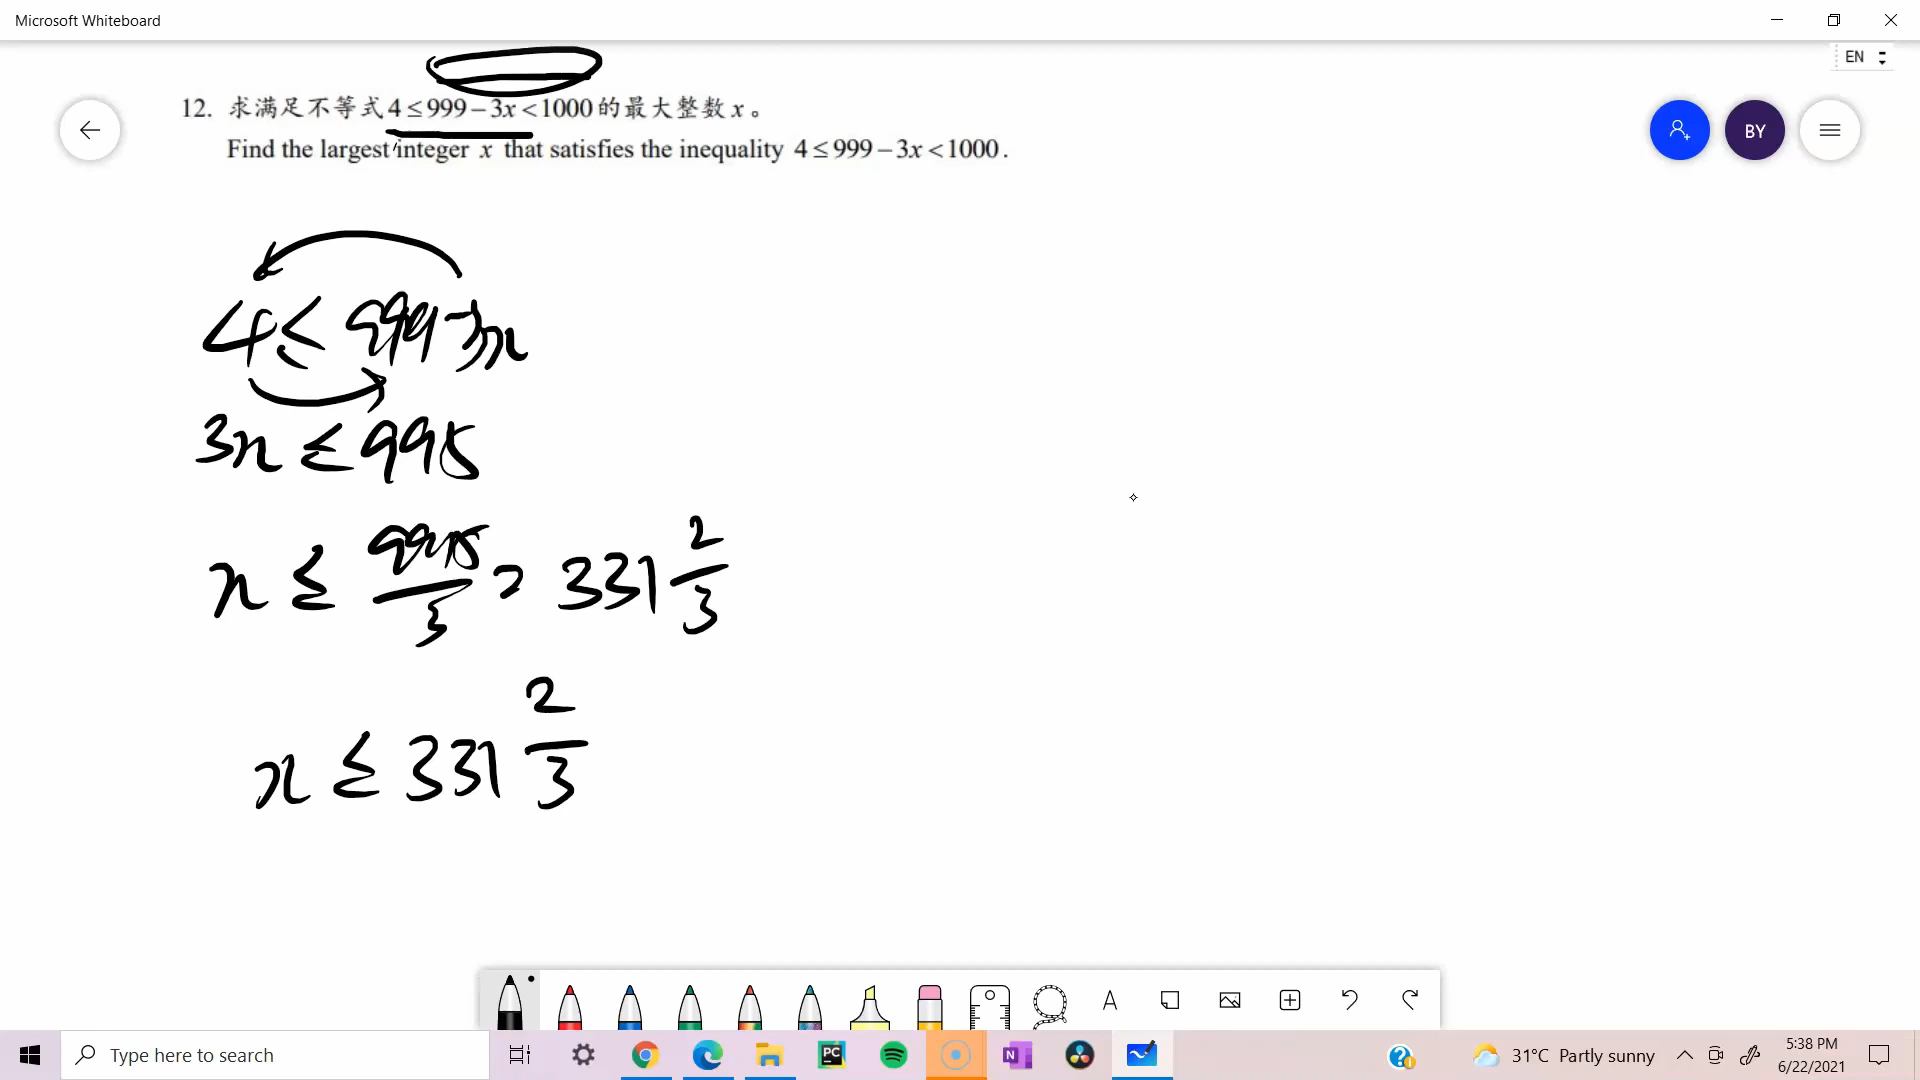 Microsoft Whiteboard
EN
12. 求满足不等式 4 ≤ 999 − 3x < 1000 的最大整数 x 。
Find the largest integer x that satisfies the inequality 4 ≤ 999 − 3x < 1000 .
BY
4 ≤ 999 - 3x
3x ≤ 995
x ≤ 995/3 = 331 2/3
x ≤ 331 2/3
A
Type here to search
PC
N
31°C Partly sunny
5:38 PM
6/22/2021